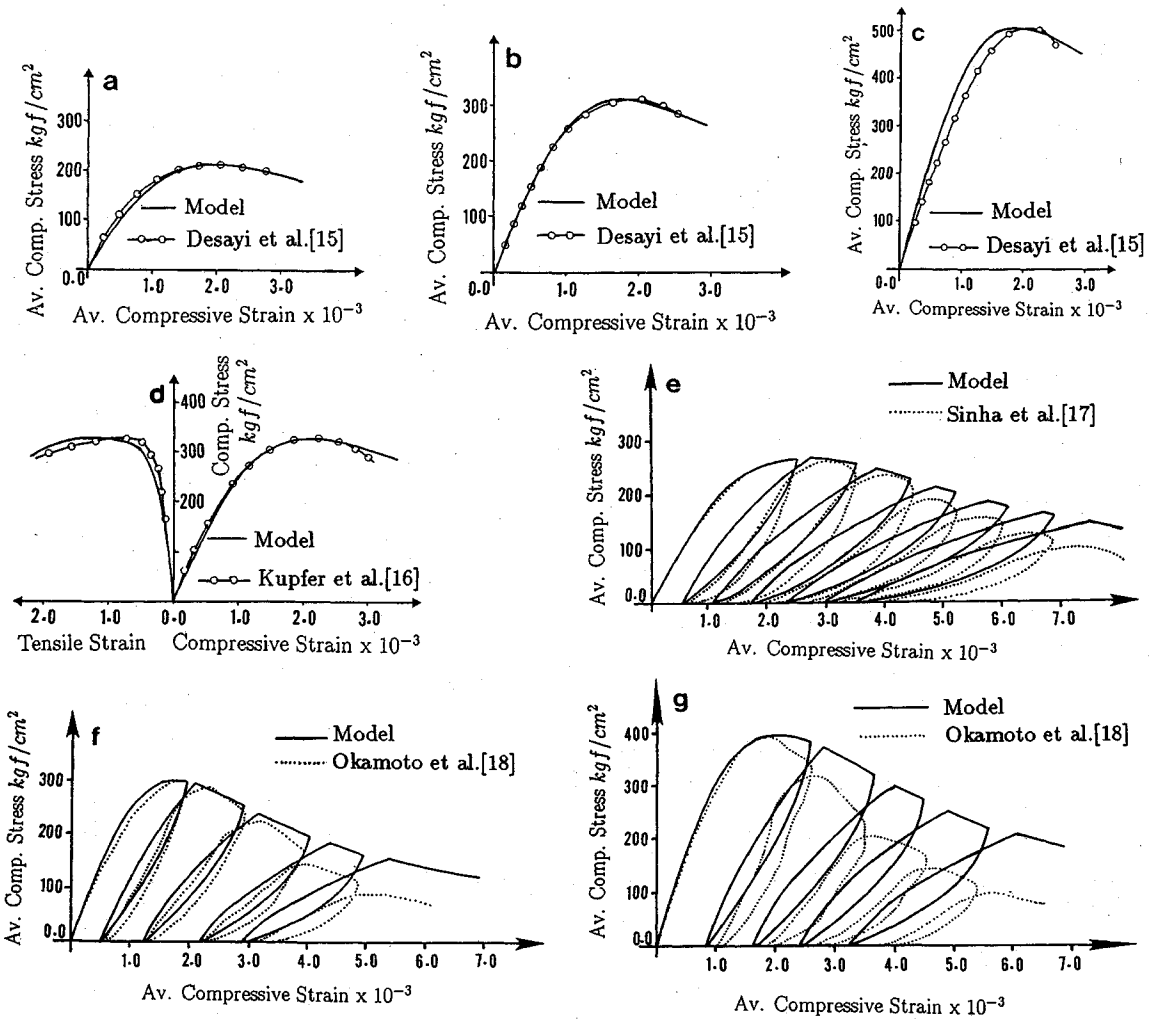 a
Av. Comp. Stress kgf/cm²
300
200
100
0.0
1.0 2.0 3.0
Model
Desayi et al.[15]
Av. Compressive Strain x 10⁻³
b
Av. Comp. Stress kgf/cm²
300
200
100
0.0
1.0 2.0 3.0
Model
Desayi et al.[15]
Av. Compressive Strain x 10⁻³
c
Av. Comp. Stress kgf/cm²
500
400
300
200
100
0.0
1.0 2.0 3.0
Model
Desayi et al.[15]
Av. Compressive Strain x 10⁻³
d
Comp. Stress
kgf/cm²
400
300
200
Model
Kupfer et al.[16]
2.0 1.0 0.0 1.0 2.0 3.0
Tensile Strain Compressive Strain x 10⁻³
e
Av. Comp. Stress kgf/cm²
Model
Sinha et al.[17]
300
200
100
0.0
1.0 2.0 3.0 4.0 5.0 6.0 7.0
Av. Compressive Strain x 10⁻³
f
Av. Comp. Stress kgf/cm²
Model
Okamoto et al.[18]
300
200
100
0.0
1.0 2.0 3.0 4.0 5.0 6.0 7.0
Av. Compressive Strain x 10⁻³
g
Av. Comp. Stress kgf/cm²
Model
Okamoto et al.[18]
400
300
200
100
0.0
1.0 2.0 3.0 4.0 5.0 6.0 7.0
Av. Compressive Strain x 10⁻³